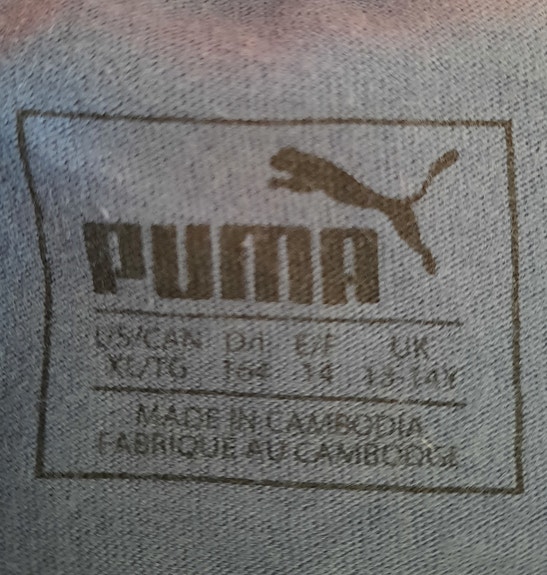 PUMA
US/CAN D/I E/F UK
XL/TG 164 14 13-14Y
MADE IN CAMBODIA
FABRIQUE AU CAMBODGE